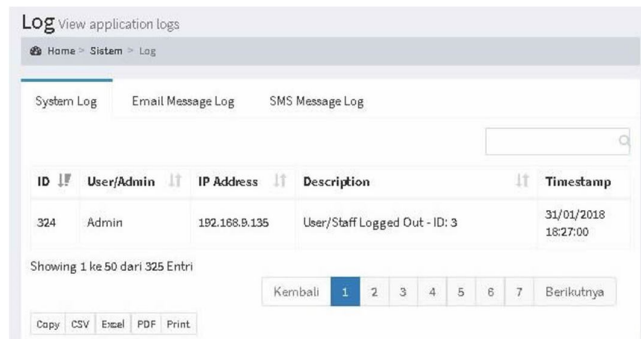 Log View application logs
Home > Sistem > Log
System Log Email Message Log SMS Message Log
ID User/Admin IP Address Description Timestamp
324 Admin 192.168.9.135 User/Staff Logged Out - ID: 3 31/01/2018
18:27:00
Showing 1 ke 50 dari 325 Entri
Kembali 1 2 3 4 5 6 7 Berikutnya
Copy CSV Excel PDF Print